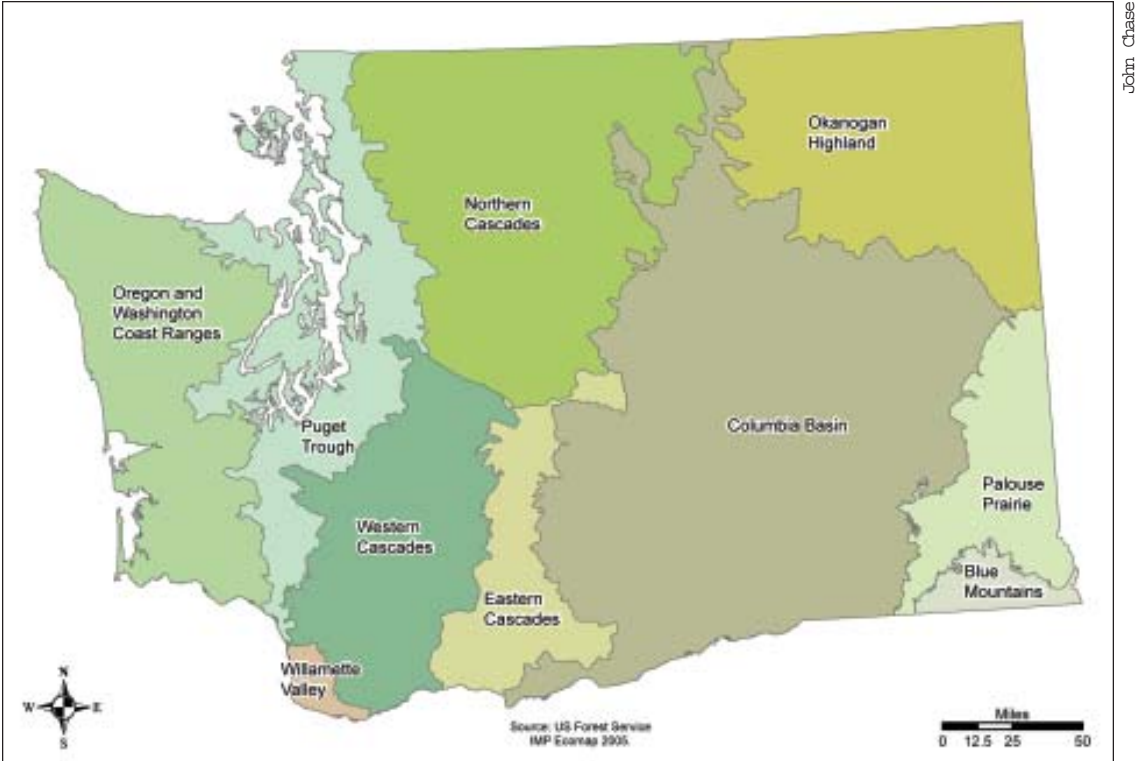 John Chase
Okanogan
Highland
Northern
Cascades
Oregon and
Washington
Coast Ranges
Puget
Trough
Columbia Basin
Palouse
Prairie
Western
Cascades
Blue
Mountains
Eastern
Cascades
Willamette
Valley
N
W E
S
Source: US Forest Service
IMP Ecomap 2005.
Miles
0 12.5 25 50